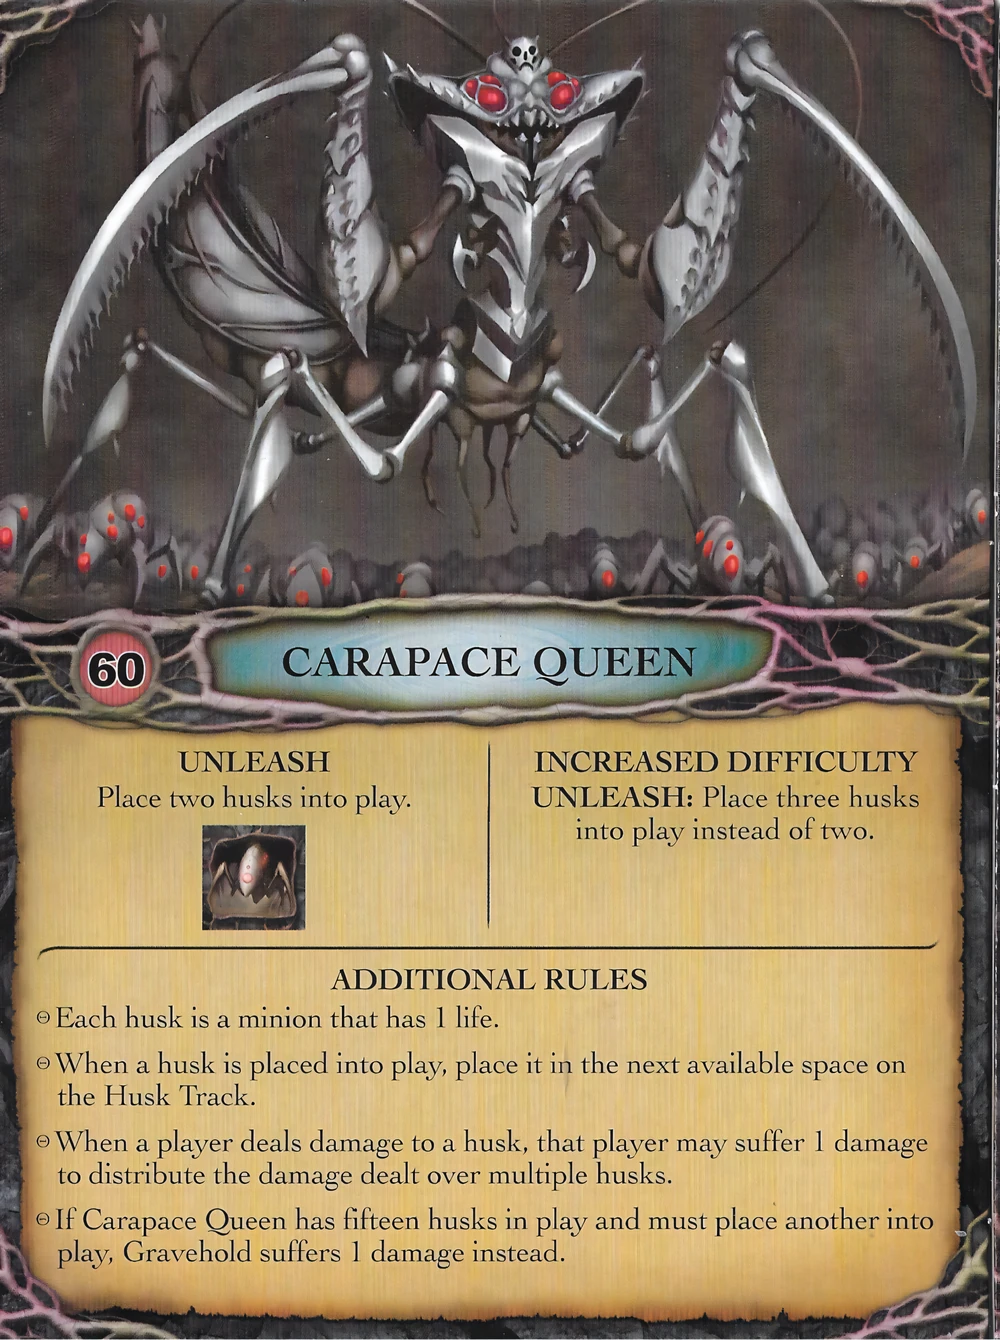 60
CARAPACE QUEEN
UNLEASH
Place two husks into play.
INCREASED DIFFICULTY
UNLEASH: Place three husks
into play instead of two.
ADDITIONAL RULES
Each husk is a minion that has 1 life.
When a husk is placed into play, place it in the next available space on
the Husk Track.
When a player deals damage to a husk, that player may suffer 1 damage
to distribute the damage dealt over multiple husks.
If Carapace Queen has fifteen husks in play and must place another into
play, Gravehold suffers 1 damage instead.